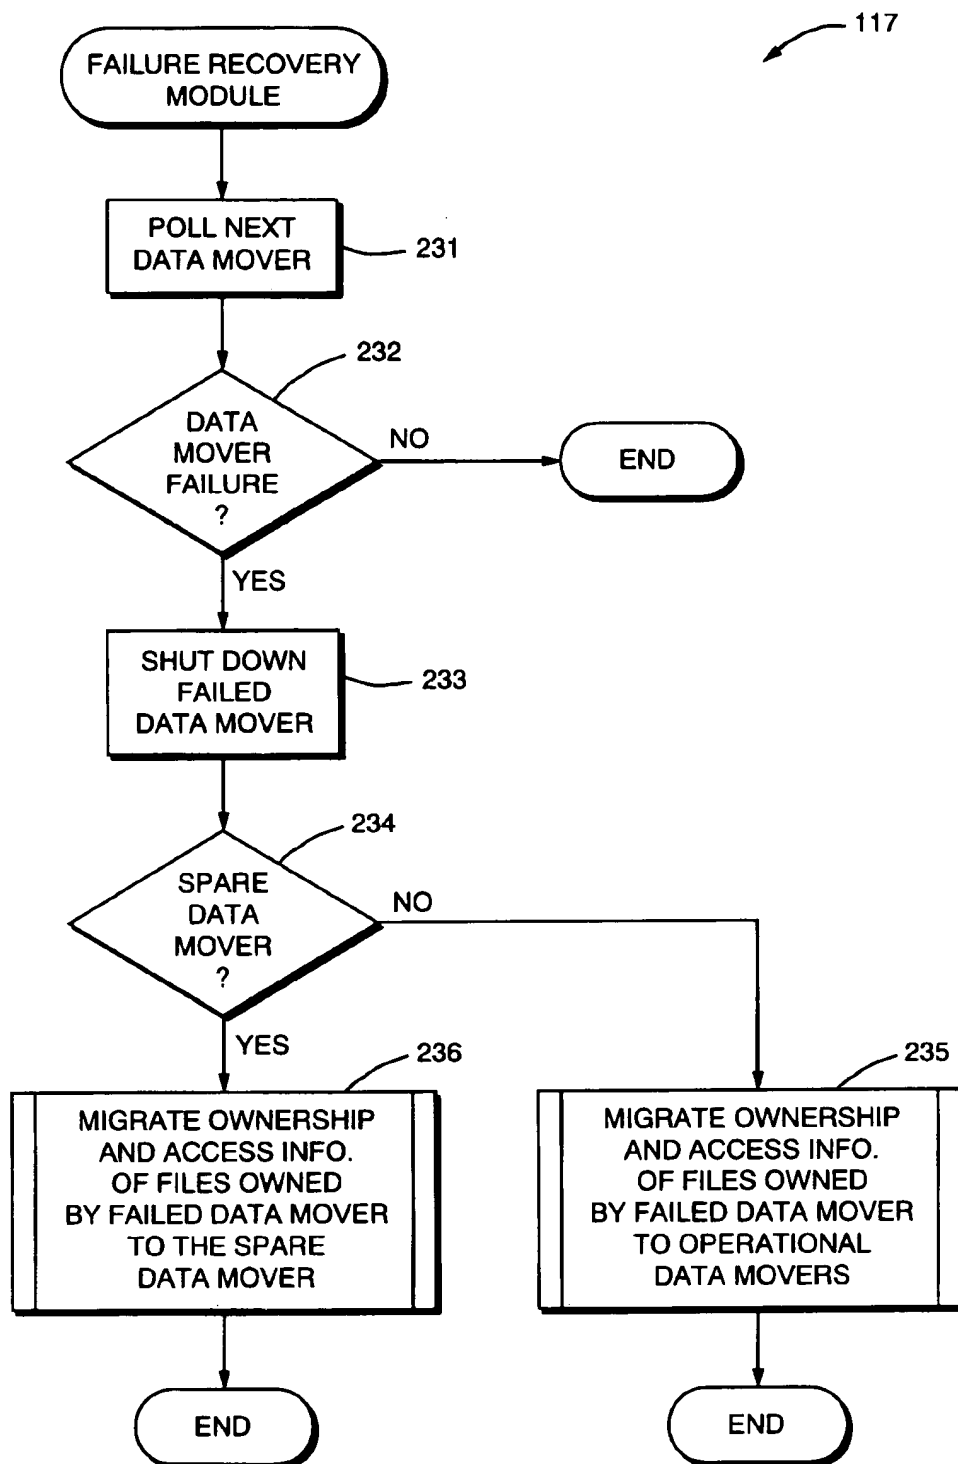 117
FAILURE RECOVERY
MODULE
POLL NEXT
DATA MOVER
231
232
DATA
MOVER
FAILURE
?
NO
END
YES
SHUT DOWN
FAILED
DATA MOVER
233
234
SPARE
DATA
MOVER
?
NO
YES
236
MIGRATE OWNERSHIP
AND ACCESS INFO.
OF FILES OWNED
BY FAILED DATA MOVER
TO THE SPARE
DATA MOVER
235
MIGRATE OWNERSHIP
AND ACCESS INFO.
OF FILES OWNED
BY FAILED DATA MOVER
TO OPERATIONAL
DATA MOVERS
END
END